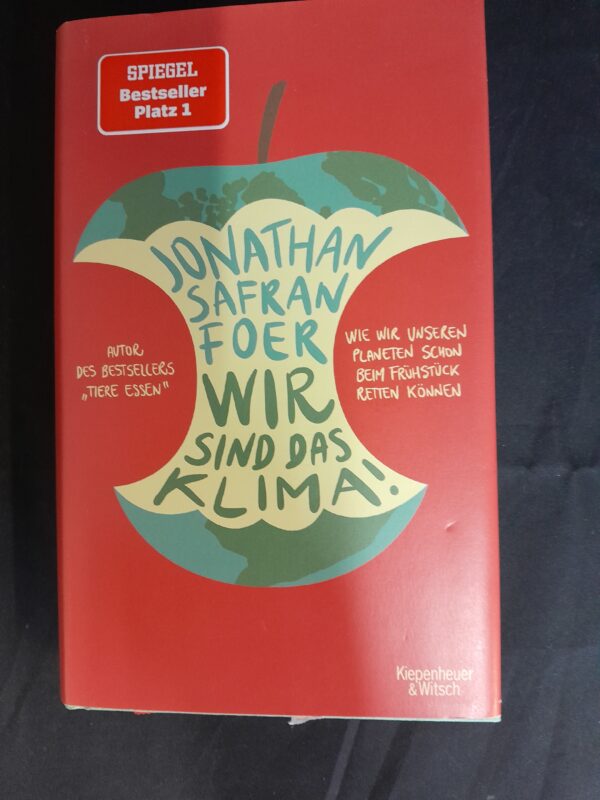 SPIEGEL
Bestseller
Platz 1
JONATHAN
SAFRAN
FOER
WIR
SIND DAS
KLIMA!
AUTOR
DES BESTSELLERS
„TIERE ESSEN“
WIE WIR UNSEREN
PLANETEN SCHON
BEIM FRÜHSTÜCK
RETTEN KÖNNEN
Kiepenheuer
& Witsch